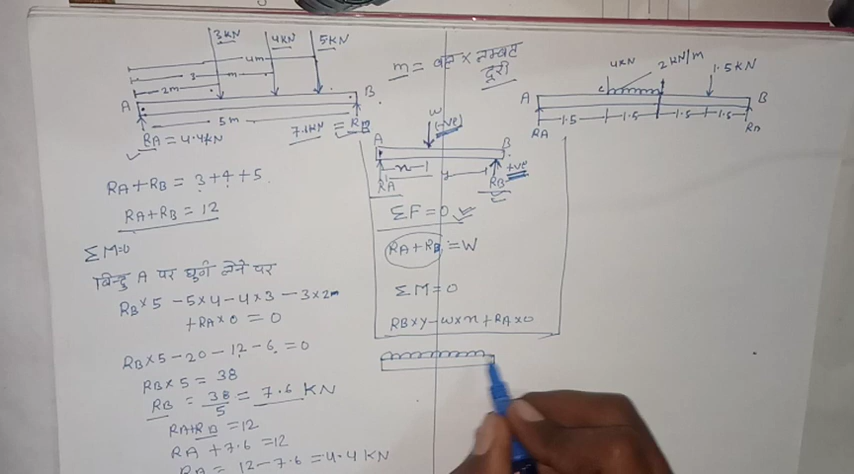 3KN 4KN 5KN
4m
3 m
2m
A B
5m
RA = 4.4KN 7.6KN = RB
RA+RB = 3+4+5
RA+RB = 12
ΣM=0
बिन्दु A पर घूर्ण लेने पर
RB×5 -5×4-4×3 -3×2
+RA×0 = 0
RB×5-20-12-6=0
RB×5 = 38
RB = 38/5 = 7.6 KN
RA+RB =12
RA + 7.6 =12
RA = 12-7.6 =4.4 KN
m = बल × लम्बवत
दूरी
W
(-ve)
A B
x y
RA RB +ve
ΣF=0
RA+RB =W
ΣM=0
RB×y-W×x+RA×0
4KN 2KN/m 1.5KN
A C B
1.5 1.5 1.5 1.5
RA